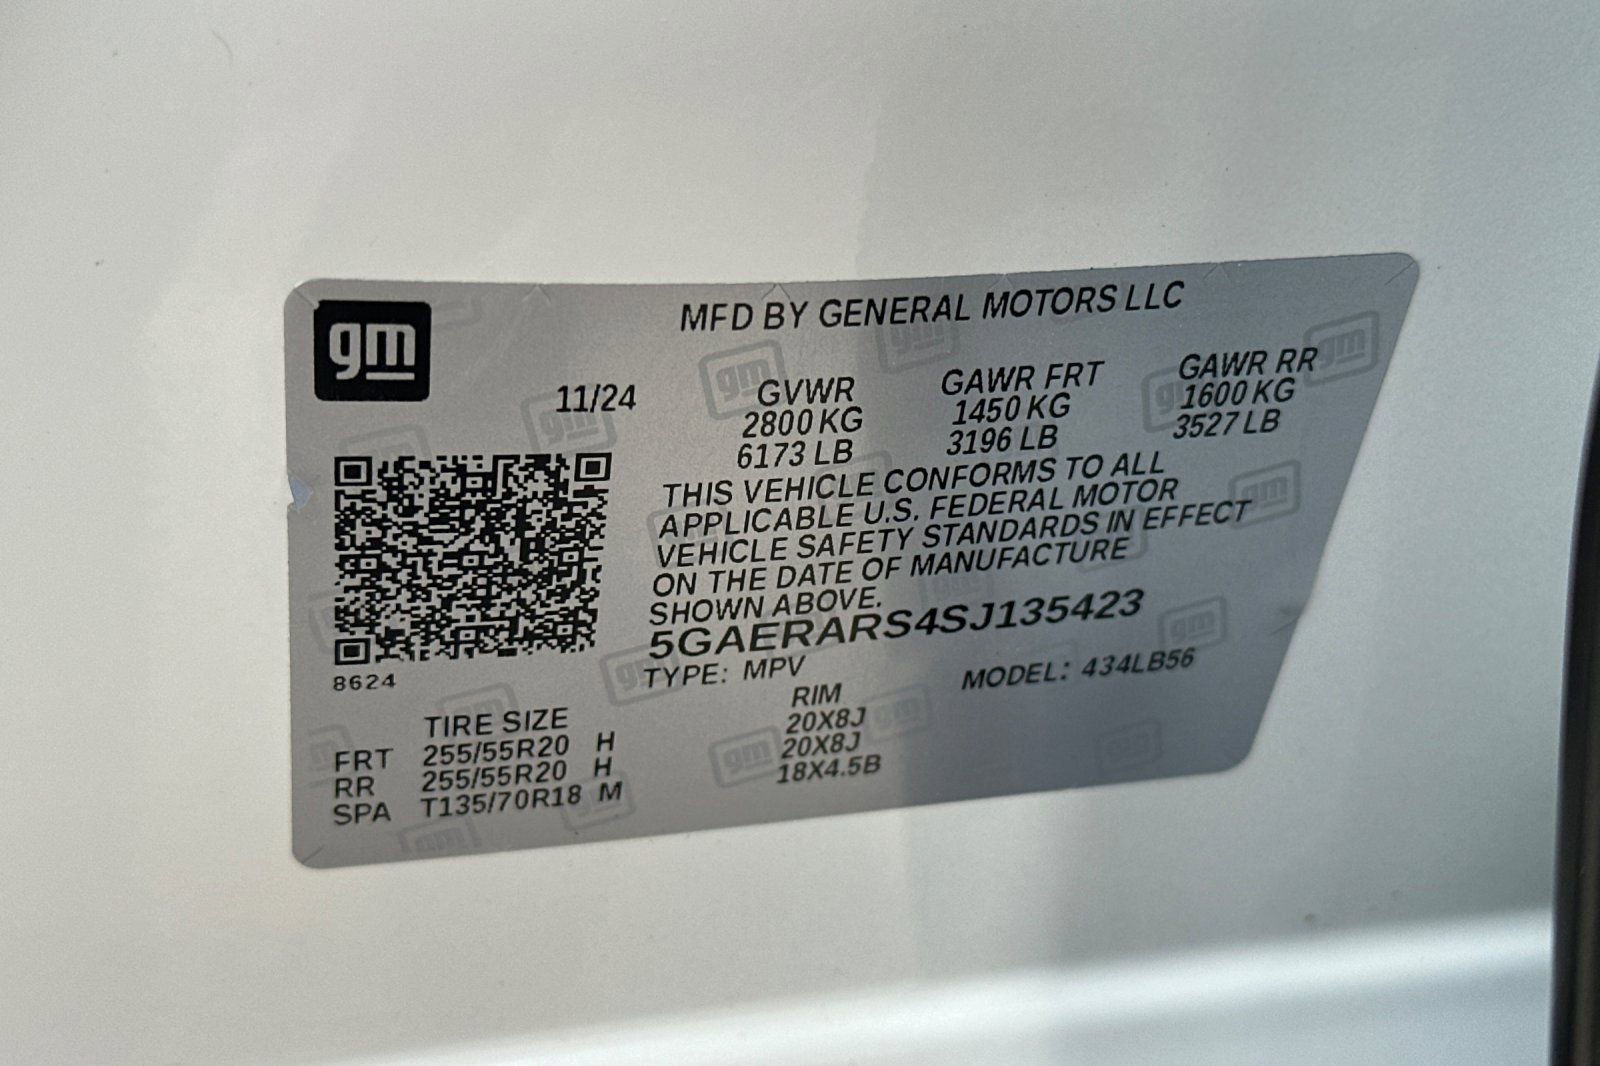 gm
MFD BY GENERAL MOTORS LLC
11/24
GVWR GAWR FRT GAWR RR
2800 KG 1450 KG 1600 KG
6173 LB 3196 LB 3527 LB
THIS VEHICLE CONFORMS TO ALL
APPLICABLE U.S. FEDERAL MOTOR
VEHICLE SAFETY STANDARDS IN EFFECT
ON THE DATE OF MANUFACTURE
SHOWN ABOVE.
5GAERARS4SJ135423
TYPE: MPV MODEL: 434LB56
8624
TIRE SIZE RIM
FRT 255/55R20 H 20X8J
RR 255/55R20 H 20X8J
SPA T135/70R18 M 18X4.5B